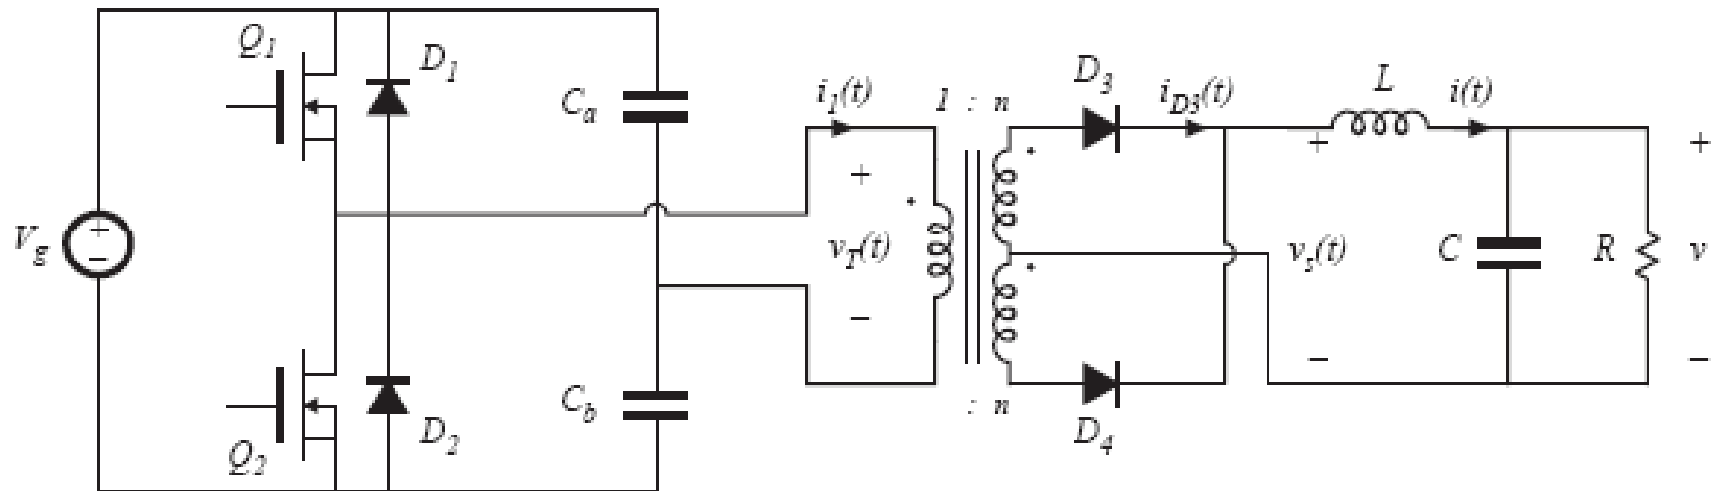 Q1
D1
Ca
i1(t)
1 : n
D3
iD3(t)
L
i(t)
+
+
+
Vg
+
−
vT(t)
vs(t)
C
R
v
−
−
−
Q2
D2
Cb
: n
D4